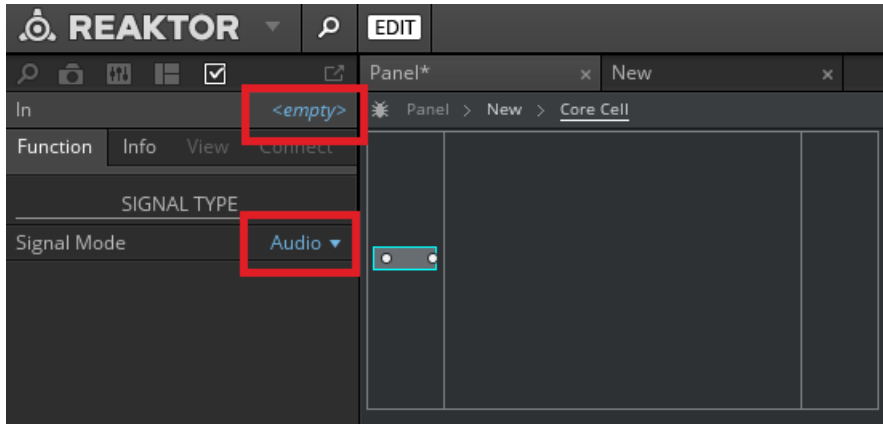 REAKTOR EDIT
Panel* New
In <empty> Panel > New > Core Cell
Function Info View Connect
SIGNAL TYPE
Signal Mode Audio